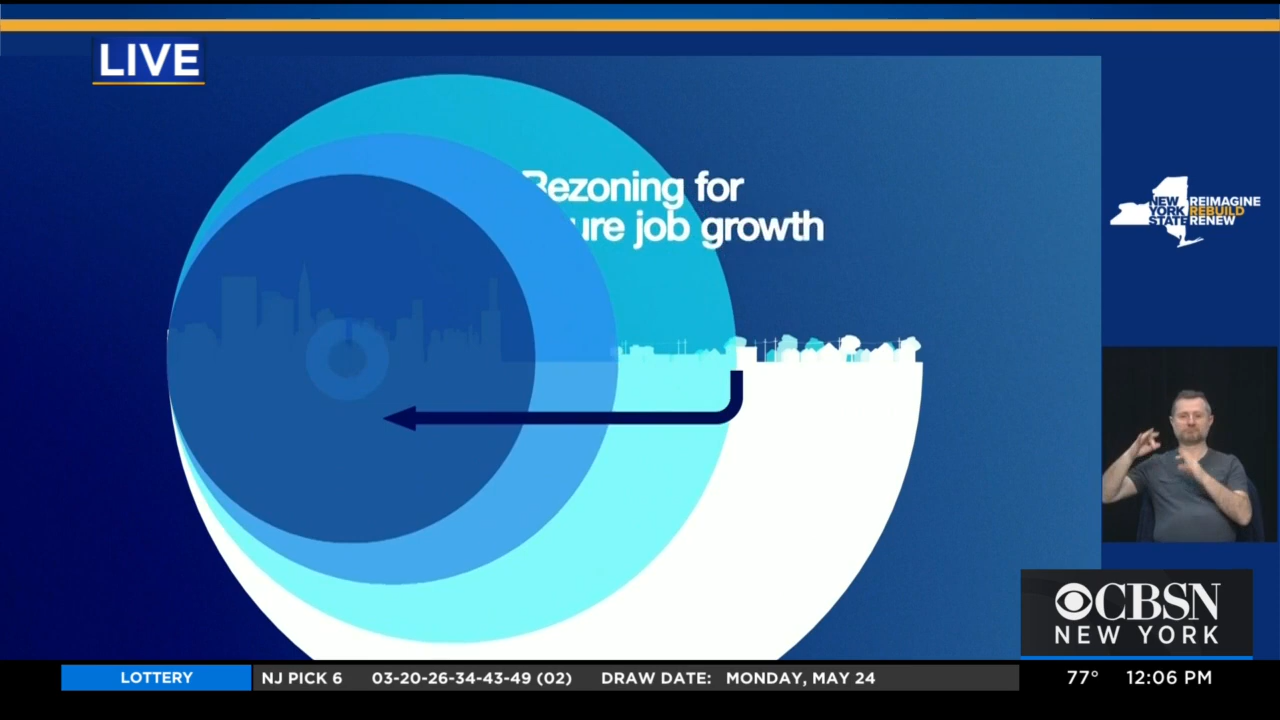 LIVE
Rezoning for
ure job growth
NEW YORK STATE
REIMAGINE
REBUILD
RENEW
CBSN
NEW YORK
LOTTERY NJ PICK 6 03-20-26-34-43-49 (02) DRAW DATE: MONDAY, MAY 24 77° 12:06 PM